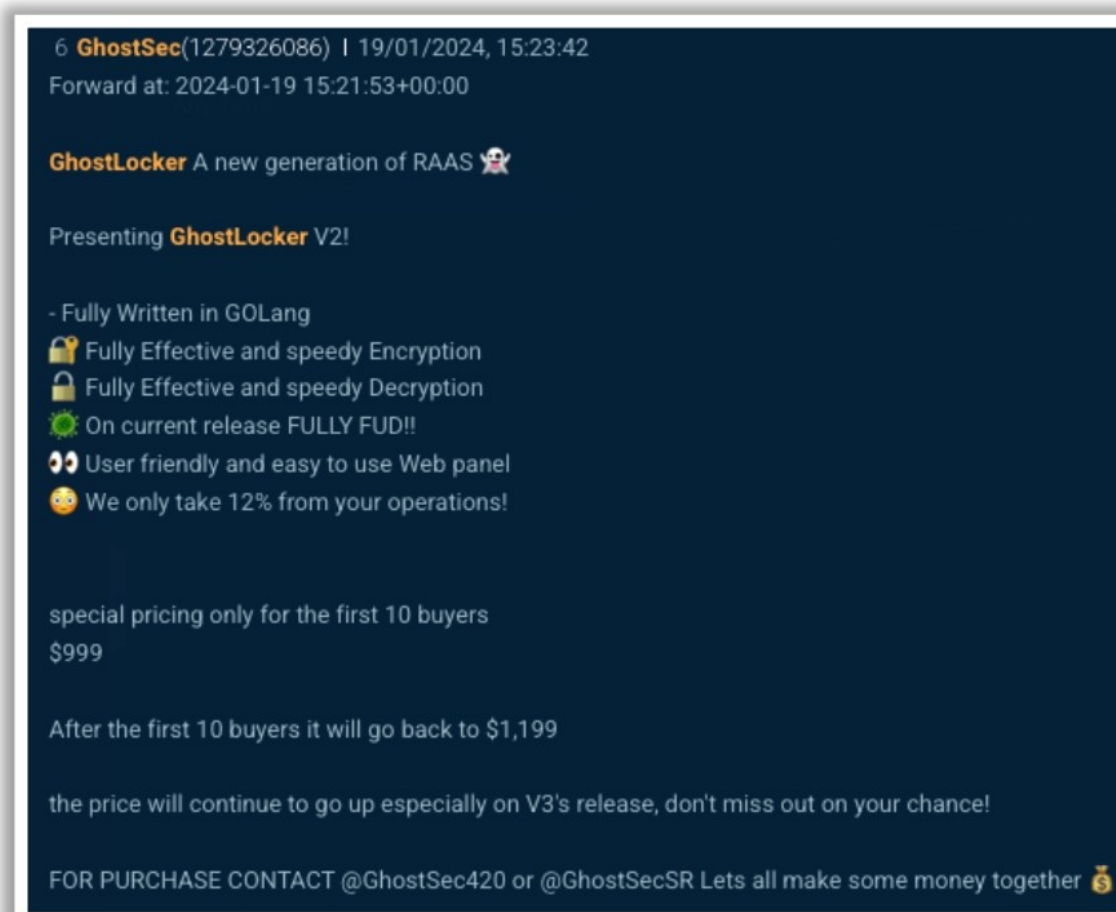 6 GhostSec(1279326086) I 19/01/2024, 15:23:42
Forward at: 2024-01-19 15:21:53+00:00
GhostLocker A new generation of RAAS 👻
Presenting GhostLocker V2!
- Fully Written in GOLang
🔐 Fully Effective and speedy Encryption
🔓 Fully Effective and speedy Decryption
🦠 On current release FULLY FUD!!
👀 User friendly and easy to use Web panel
😳 We only take 12% from your operations!
special pricing only for the first 10 buyers
$999
After the first 10 buyers it will go back to $1,199
the price will continue to go up especially on V3's release, don't miss out on your chance!
FOR PURCHASE CONTACT @GhostSec420 or @GhostSecSR Lets all make some money together 💰